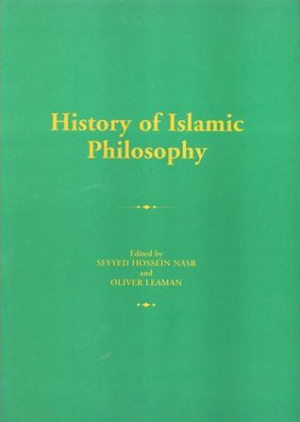 History of Islamic
Philosophy
Edited by
SEYYED HOSSEIN NASR
and
OLIVER LEAMAN